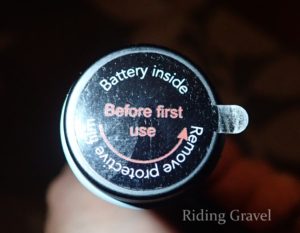 Battery inside
Before first
use
Remove protective film
Riding Gravel